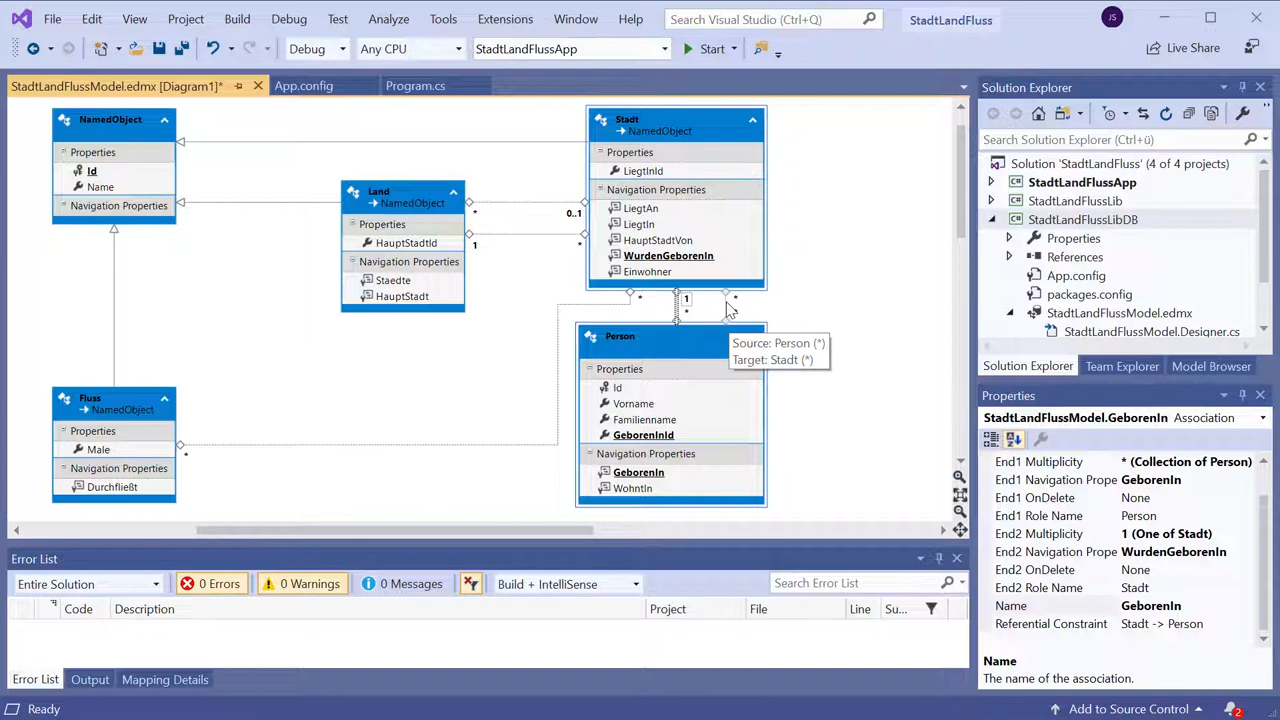 File Edit View Project Build Debug Test Analyze Tools Extensions Window Help Search Visual Studio (Ctrl+Q) StadtLandFluss JS
Debug Any CPU StadtLandFlussApp Start Live Share
StadtLandFlussModel.edmx [Diagram1]* App.config Program.cs
NamedObject
Properties
Id
Name
Navigation Properties
Land
NamedObject
Properties
HauptStadtId
Navigation Properties
Staedte
HauptStadt
*
1
0..1
*
Stadt
NamedObject
Properties
LiegtInId
Navigation Properties
LiegtAn
LiegtIn
HauptStadtVon
WurdenGeborenIn
Einwohner
*
1
*
*
Person
Properties
Id
Vorname
Familienname
GeborenInId
Navigation Properties
GeborenIn
WohntIn
Source: Person (*)
Target: Stadt (*)
Fluss
NamedObject
Properties
Male
Navigation Properties
Durchfließt
*
Solution Explorer
Search Solution Explorer (Ctrl+ü)
Solution 'StadtLandFluss' (4 of 4 projects)
StadtLandFlussApp
StadtLandFlussLib
StadtLandFlussLibDB
Properties
References
App.config
packages.config
StadtLandFlussModel.edmx
StadtLandFlussModel.Designer.cs
Solution Explorer Team Explorer Model Browser
Properties
StadtLandFlussModel.GeborenIn Association
End1 Multiplicity * (Collection of Person)
End1 Navigation Prope GeborenIn
End1 OnDelete None
End1 Role Name Person
End2 Multiplicity 1 (One of Stadt)
End2 Navigation Prope WurdenGeborenIn
End2 OnDelete None
End2 Role Name Stadt
Name GeborenIn
Referential Constraint Stadt -> Person
Name
The name of the association.
Error List
Entire Solution 0 Errors 0 Warnings 0 Messages Build + IntelliSense Search Error List
Code Description Project File Line Su...
Error List Output Mapping Details
Ready Add to Source Control 2